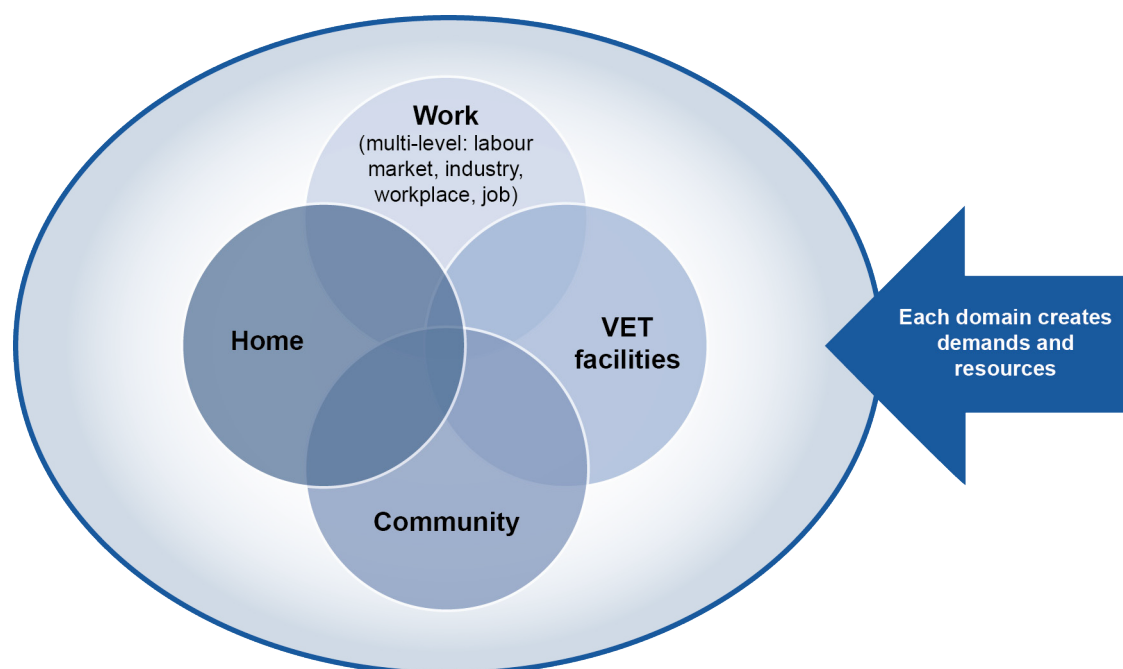 Work
(multi-level: labour
market, industry,
workplace, job)
Home
VET
facilities
Community
Each domain creates
demands and
resources